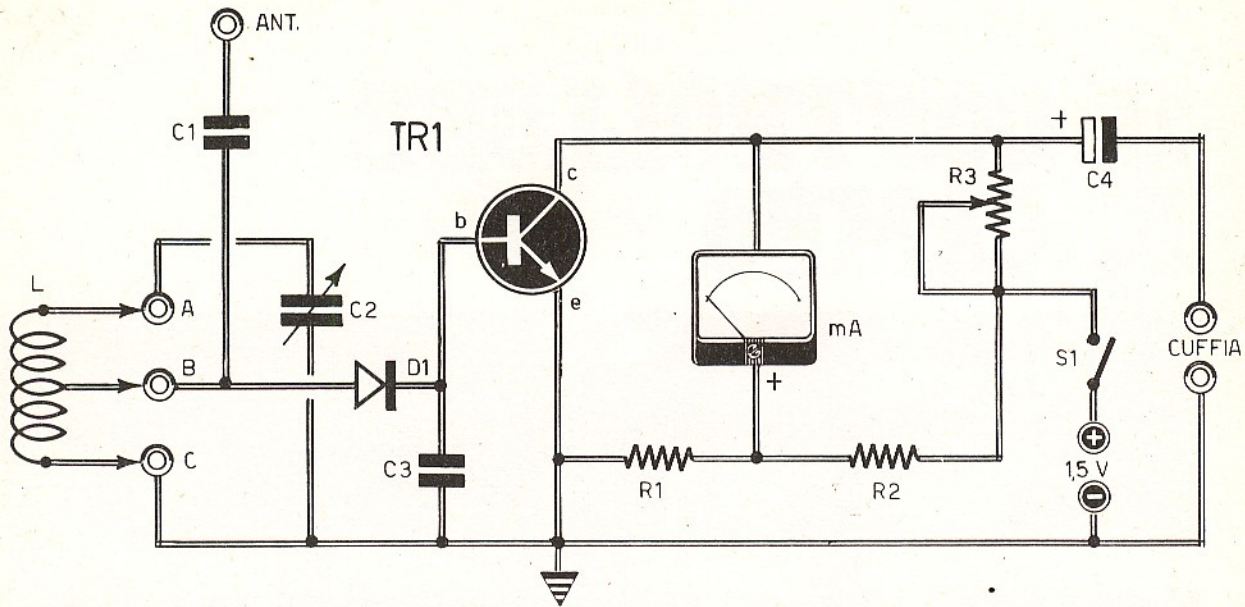 ANT.
C1
TR1
c
+
C4
R3
b
L
A
C2
e
mA
B
D1
S1
CUFFIA
+
C
C3
R1
R2
+
1,5 V
−